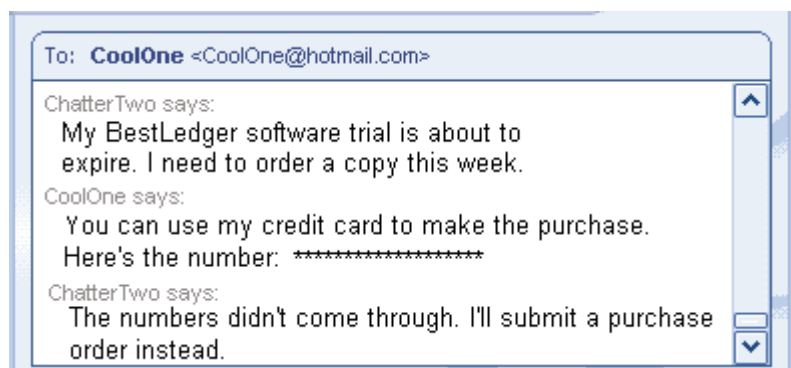 To: CoolOne <CoolOne@hotmail.com>
ChatterTwo says:
My BestLedger software trial is about to
expire. I need to order a copy this week.
CoolOne says:
You can use my credit card to make the purchase.
Here's the number: ********************
ChatterTwo says:
The numbers didn't come through. I'll submit a purchase
order instead.